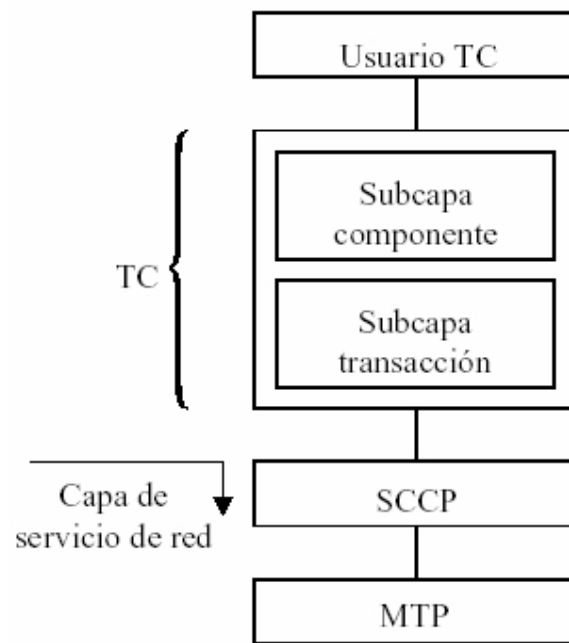 Usuario TC
Subcapa
componente
TC
Subcapa
transacción
Capa de
servicio de red
SCCP
MTP